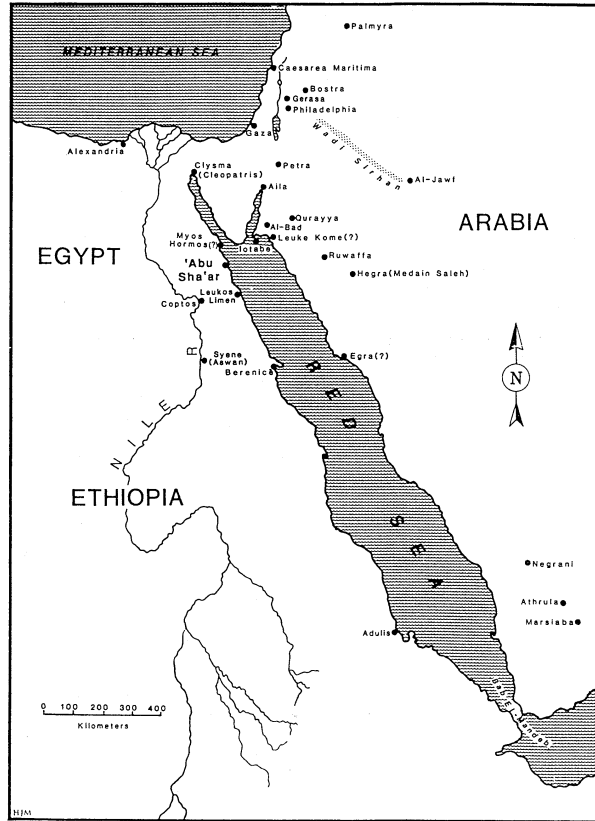 Palmyra
MEDITERRANEAN SEA
Caesarea Maritima
Bostra
Gerasa
Philadelphia
Gaza
Wadi Sirhan
Alexandria
Clysma
(Cleopatris)
Petra
Al-Jawf
Aila
Qurayya
Al-Bad
ARABIA
Leuke Kome(?)
Myos
Hormos(?)
Iotabe
EGYPT
Ruwaffa
'Abu
Sha'ar
Hegra(Medain Saleh)
Leukos
Limen
Coptos
N
Syene
(Aswan)
Egra(?)
Berenice
RED SEA
NILE R
ETHIOPIA
Negrani
Athrula
Marsiaba
Adulis
Bab El-Mandeb
0 100 200 300 400
Kilometers
HJM